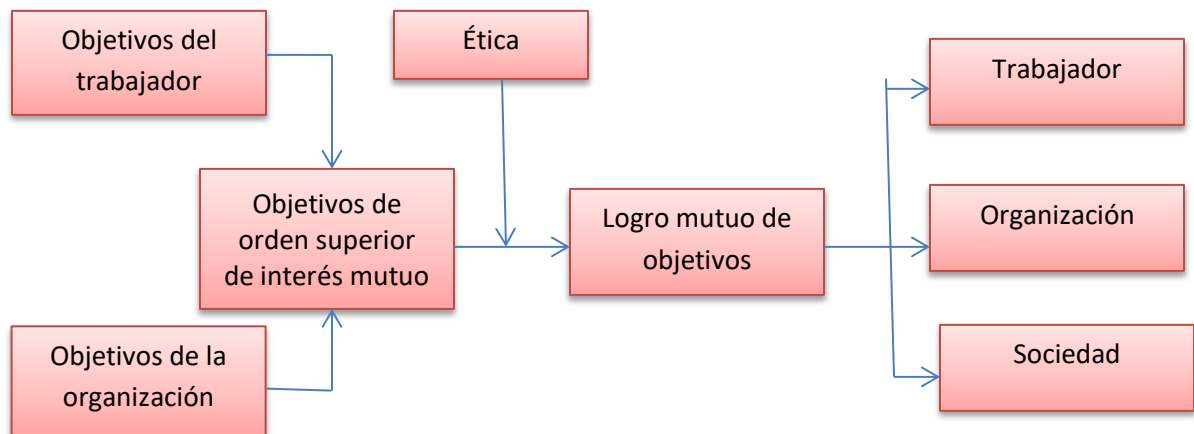 Objetivos del
trabajador
Ética
Trabajador
Objetivos de
orden superior
de interés mutuo
Logro mutuo de
objetivos
Organización
Objetivos de la
organización
Sociedad